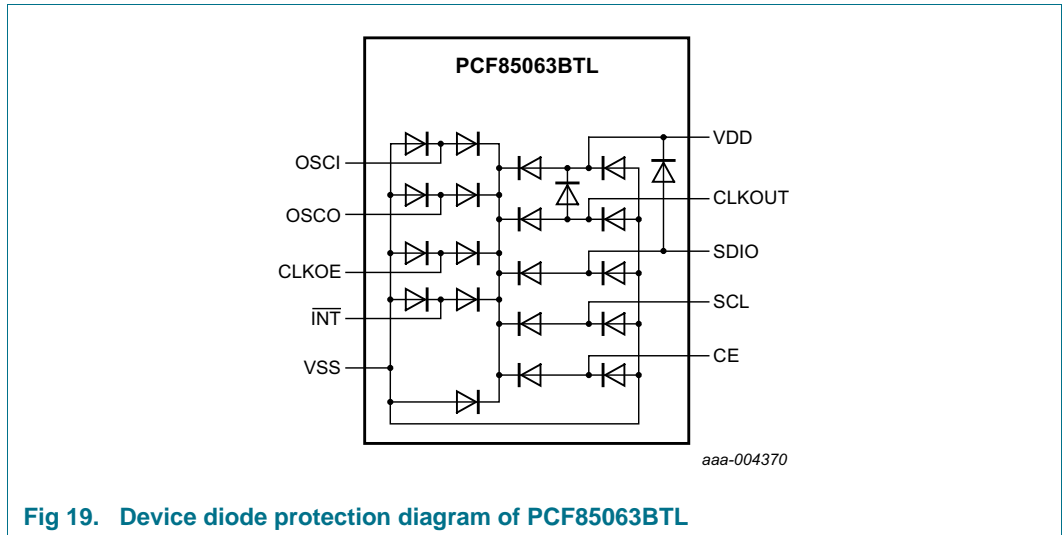 PCF85063BTL
OSCI
OSCO
CLKOE
INT
VSS
VDD
CLKOUT
SDIO
SCL
CE
aaa-004370
Fig 19. Device diode protection diagram of PCF85063BTL